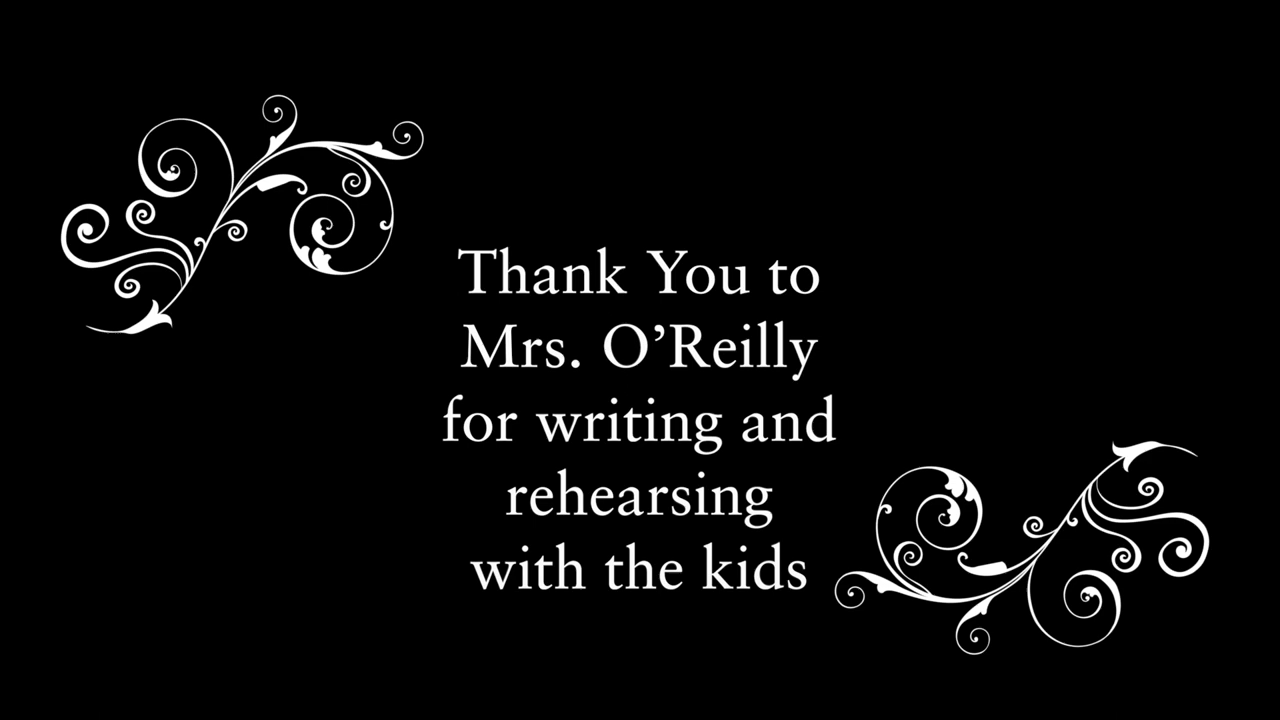 Thank You to
Mrs. O’Reilly
for writing and
rehearsing
with the kids